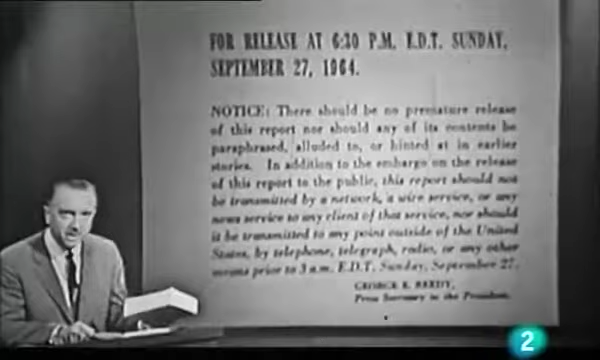 FOR RELEASE AT 6:30 P.M. E.D.T. SUNDAY,
SEPTEMBER 27, 1964.
NOTICE: There should be no premature release
of this report nor should any of its contents be
paraphrased, alluded to, or hinted at in earlier
stories. In addition to the embargo on the release
of this report to the public, this report should not
be transmitted by a network, a wire service, or any
news service to any client of that service, nor should
it be transmitted to any point outside of the United
States, by telephone, telegraph, radio, or any other
means prior to 3 a.m. E.D.T. Sunday, September 27.
GEORGE E. REEDY,
Press Secretary to the President.
2